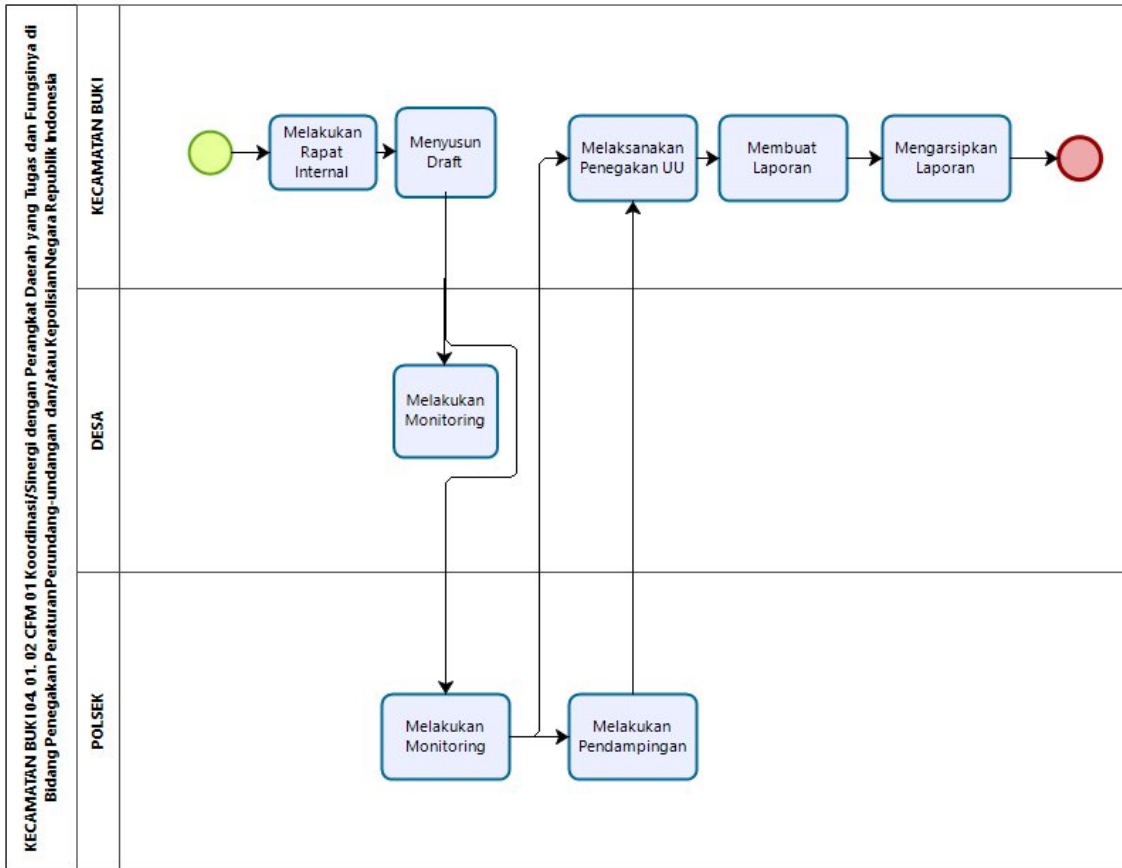 KECAMATAN BUKI 04. 01. 02 CFM 01 Koordinasi/Sinergi dengan Perangkat Daerah yang Tugas dan Fungsinya di
Bidang Penegakan Peraturan Perundang-undangan dan/atau Kepolisian Negara Republik Indonesia
KECAMATAN BUKI
Melakukan
Rapat
Internal
Menyusun
Draft
Melaksanakan
Penegakan UU
Membuat
Laporan
Mengarsipkan
Laporan
DESA
Melakukan
Monitoring
POLSEK
Melakukan
Monitoring
Melakukan
Pendampingan